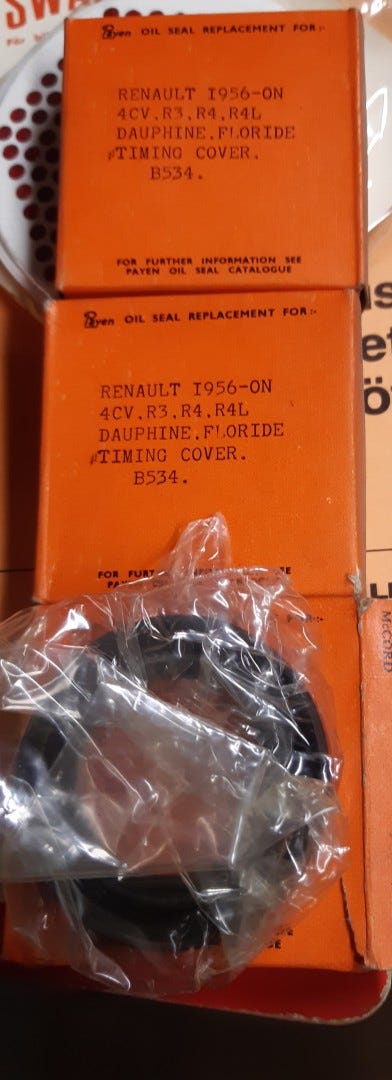 SWA
För
Payen OIL SEAL REPLACEMENT FOR:-
RENAULT I956-ON
4CV.R3.R4.R4L
DAUPHINE.FLORIDE
TIMING COVER.
B534.
FOR FURTHER INFORMATION SEE
PAYEN OIL SEAL CATALOGUE
Payen OIL SEAL REPLACEMENT FOR:-
RENAULT I956-ON
4CV.R3.R4.R4L
DAUPHINE.FLORIDE
TIMING COVER.
B534.
FOR
McCORD